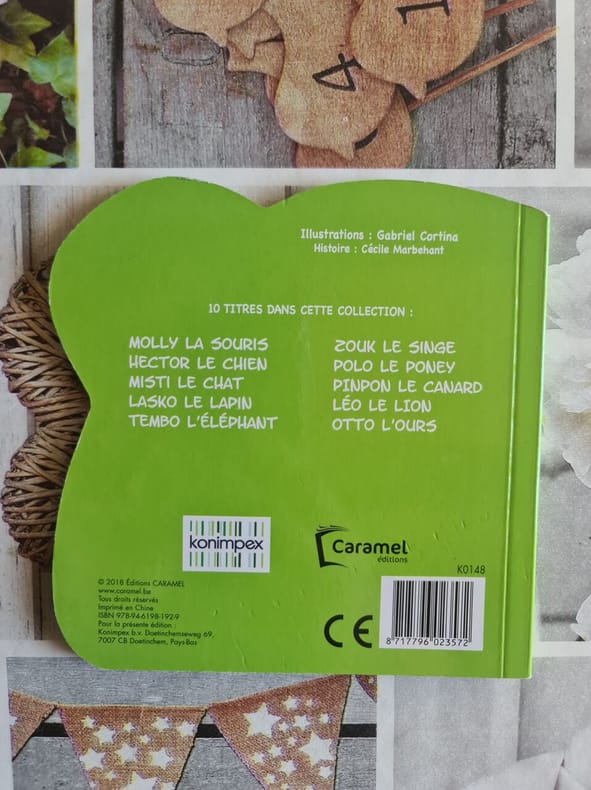 1
4
Illustrations : Gabriel Cortina
Histoire : Cécile Marbehant
10 TITRES DANS CETTE COLLECTION :
MOLLY LA SOURIS
HECTOR LE CHIEN
MISTI LE CHAT
LASKO LE LAPIN
TEMBO L'ÉLÉPHANT
ZOUK LE SINGE
POLO LE PONEY
PINPON LE CANARD
LÉO LE LION
OTTO L'OURS
konimpex
Caramel
éditions
K0148
© 2018 Éditions CARAMEL
www.caramel.be
Tous droits réservés
Imprimé en Chine
ISBN 978-94-6198-192-9
Pour la présente édition :
Konimpex b.v. Doetinchemseweg 69,
7007 CB Doetinchem, Pays-Bas
CE
8 717796 023572